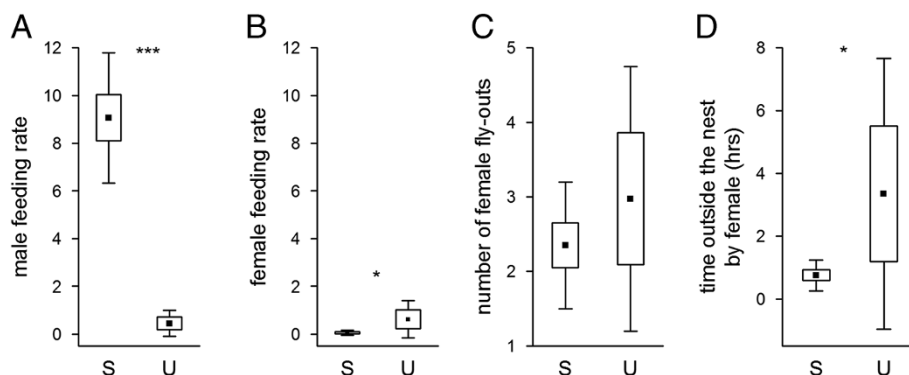 A
male feeding rate
12
10
8
6
4
2
0
***
S U
B
female feeding rate
12
10
8
6
4
2
0
*
S U
C
number of female fly-outs
5
4
3
2
1
S U
D
time outside the nest
by female (hrs)
8
6
4
2
0
*
S U